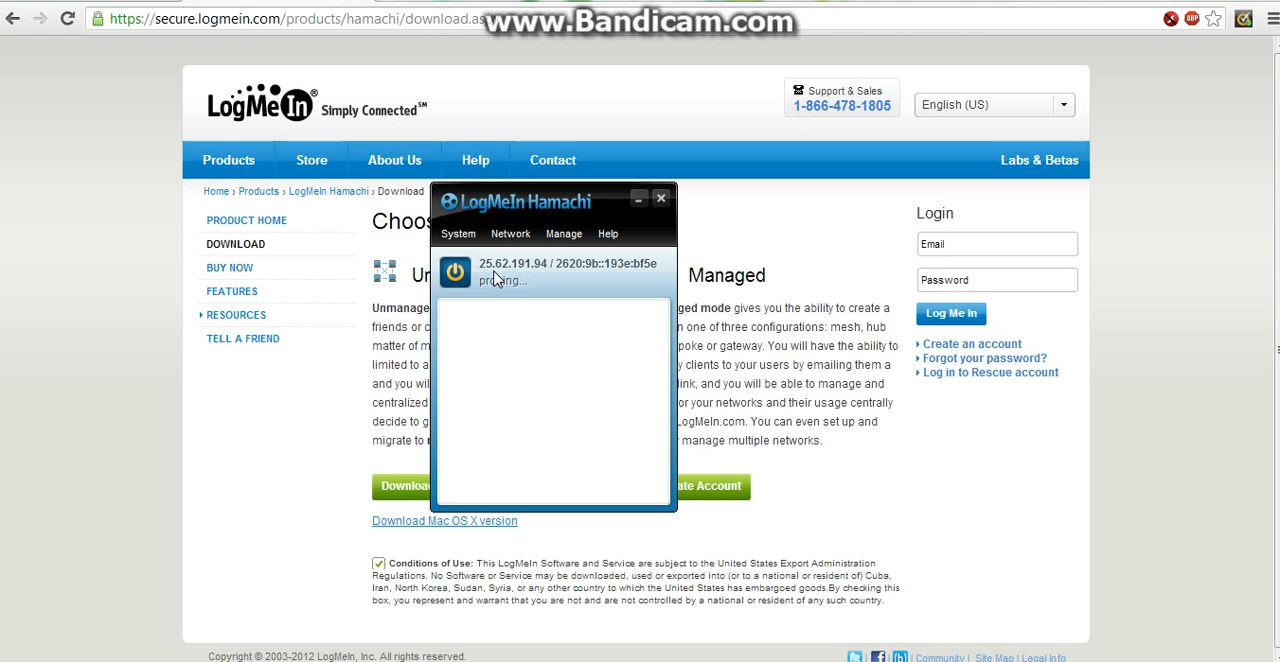 https://secure.logmein.com/products/hamachi/download.as
www.Bandicam.com
ABP
LogMeIn® Simply Connected℠
Support & Sales
1-866-478-1805
English (US)
Products
Store
About Us
Help
Contact
Labs & Betas
Home › Products › LogMeIn Hamachi › Download
PRODUCT HOME
DOWNLOAD
BUY NOW
FEATURES
RESOURCES
TELL A FRIEND
LogMeIn Hamachi
System
Network
Manage
Help
25.62.191.94 / 2620:9b::193e:bf5e
Managed
gives you the ability to create a
in one of three configurations: mesh, hub
or gateway. You will have the ability to
clients to your users by emailing them a
link, and you will be able to manage and
or your networks and their usage centrally
LogMeIn.com. You can even set up and
manage multiple networks.
friends or
matter of
limited to
and you will
centralized
decide to
migrate to
Account
Download Mac OS X version
Conditions of Use: This LogMeIn Software and Service are subject to the United States Export Administration
Regulations. No Software or Service may be downloaded, used or exported into (or to a national or resident of) Cuba,
Iran, North Korea, Sudan, Syria, or any other country to which the United States has embargoed goods.By checking this
box, you represent and warrant that you are not and are not controlled by a national or resident of any such country.
Login
Email
Password
Log Me In
Create an account
Forgot your password?
Log in to Rescue account
Copyright © 2003-2012 LogMeIn, Inc. All rights reserved.
Community | Site Map | Legal Info